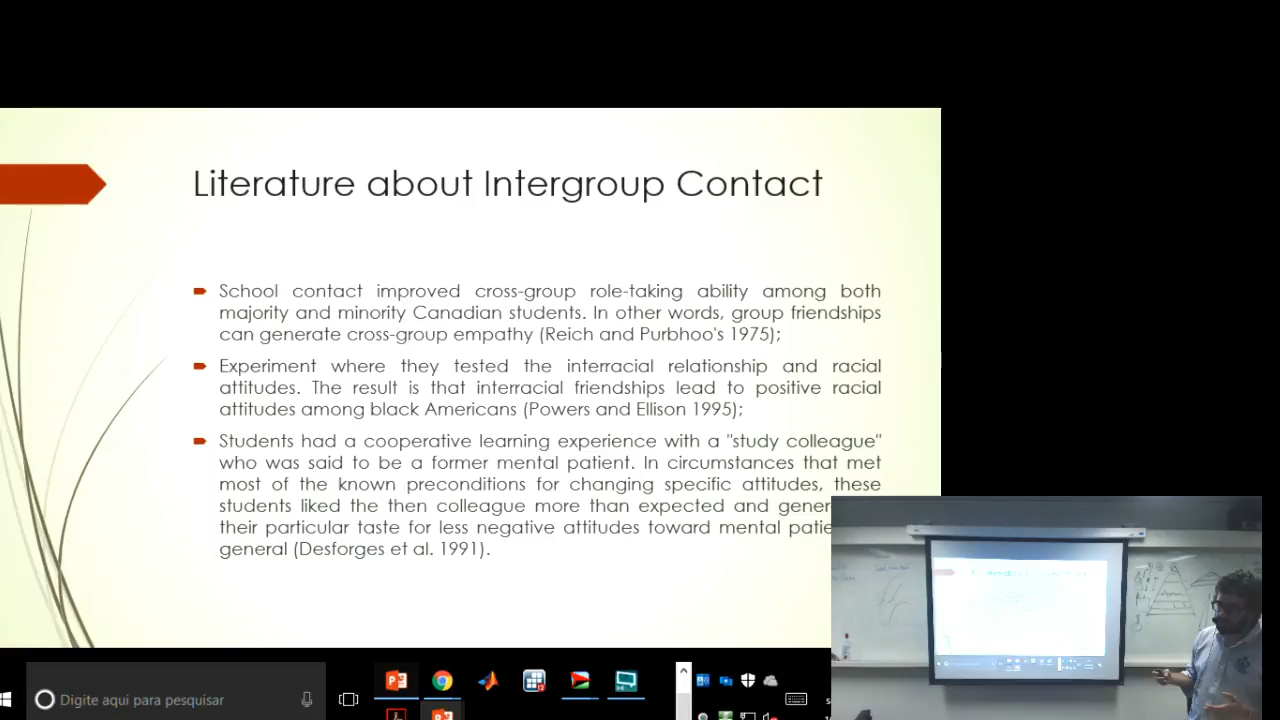 Literature about Intergroup Contact
School contact improved cross-group role-taking ability among both
majority and minority Canadian students. In other words, group friendships
can generate cross-group empathy (Reich and Purbhoo's 1975);
Experiment where they tested the interracial relationship and racial
attitudes. The result is that interracial friendships lead to positive racial
attitudes among black Americans (Powers and Ellison 1995);
Students had a cooperative learning experience with a "study colleague"
who was said to be a former mental patient. In circumstances that met
most of the known preconditions for changing specific attitudes, these
students liked the then colleague more than expected and
their particular taste for less negative attitudes toward mental
general (Desforges et al. 1991).
Digite aqui para pesquisar